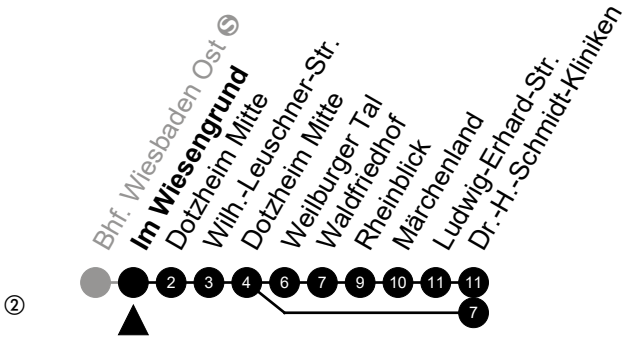 Bhf. Wiesbaden Ost Ⓢ
Im Wiesengrund
Dotzheim Mitte
Wilh.-Leuschner-Str.
Dotzheim Mitte
Weilburger Tal
Waldfriedhof
Rheinblick
Märchenland
Ludwig-Erhard-Str.
Dr.-H.-Schmidt-Kliniken
② 2 3 4 6 7 9 10 11 11
7